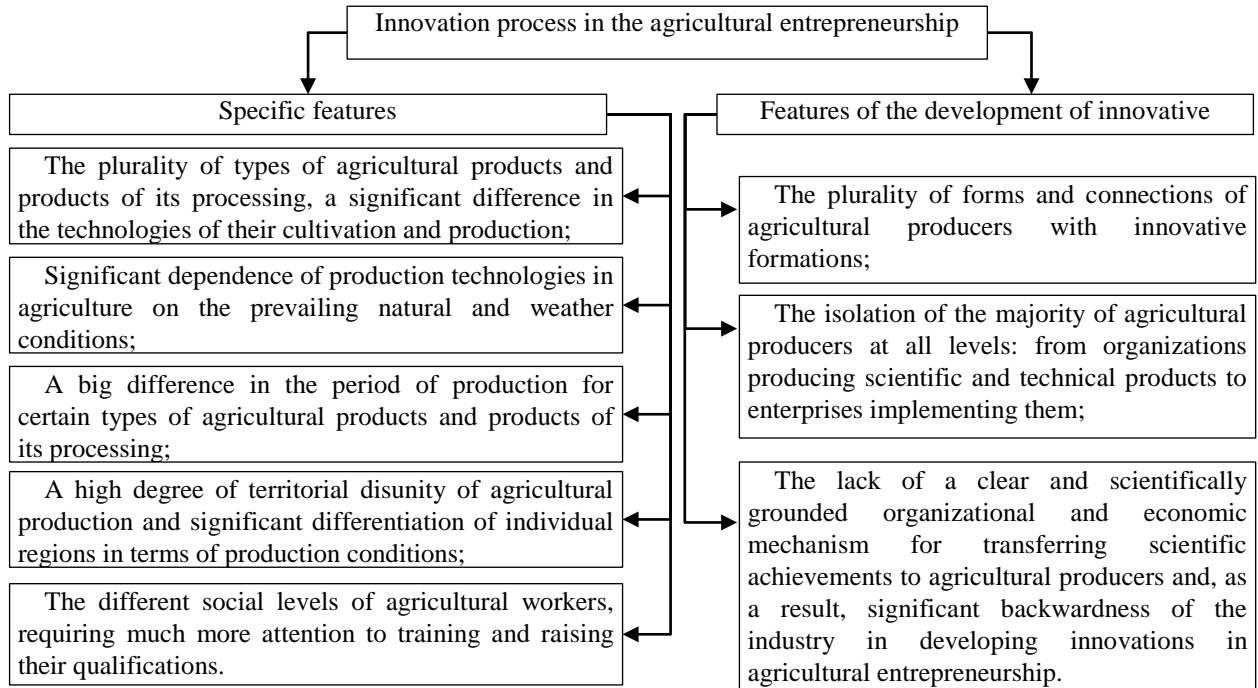 Innovation process in the agricultural entrepreneurship
Specific features
The plurality of types of agricultural products and
products of its processing, a significant difference in
the technologies of their cultivation and production;
Significant dependence of production technologies in
agriculture on the prevailing natural and weather
conditions;
A big difference in the period of production for
certain types of agricultural products and products of
its processing;
A high degree of territorial disunity of agricultural
production and significant differentiation of individual
regions in terms of production conditions;
The different social levels of agricultural workers,
requiring much more attention to training and raising
their qualifications.
Features of the development of innovative
The plurality of forms and connections of
agricultural producers with innovative
formations;
The isolation of the majority of agricultural
producers at all levels: from organizations
producing scientific and technical products to
enterprises implementing them;
The lack of a clear and scientifically
grounded organizational and economic
mechanism for transferring scientific
achievements to agricultural producers and, as
a result, significant backwardness of the
industry in developing innovations in
agricultural entrepreneurship.